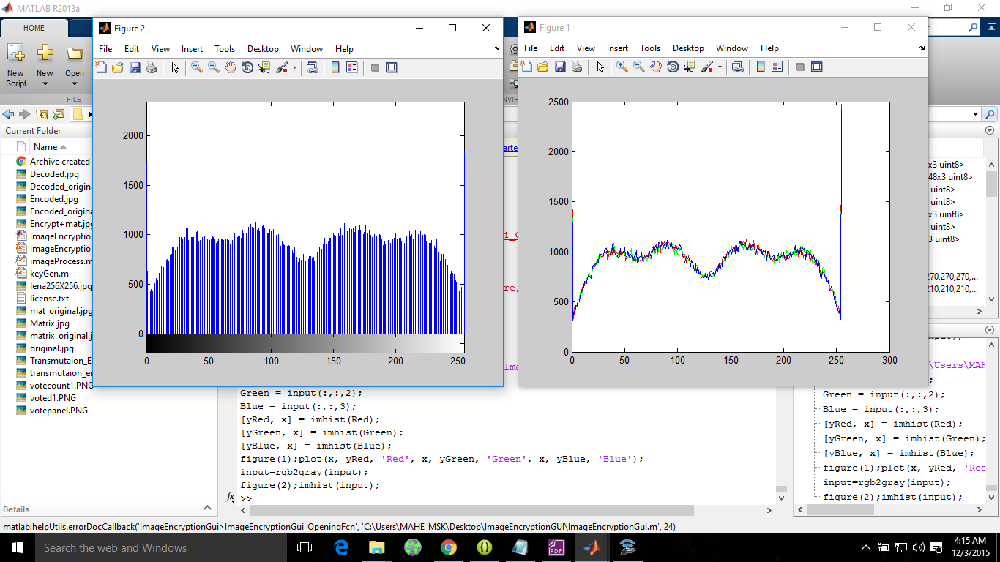 MATLAB R2013a
HOME
New Script
New
Open
FILE
Current Folder
Name
Archive created
Decoded.jpg
Decoded_origina
Encoded.jpg
Encoded_origina
Encrypt+mat.jpg
ImageEncryption
ImageEncryption
imageProcess.m
keyGen.m
lena256X256.jpg
license.txt
mat_original.jpg
Matrix.jpg
matrix_original.j
original.jpg
Transmutaion_E
transmutaion_en
votecount1.PNG
voted1.PNG
votepanel.PNG
Details
Figure 2
File Edit View Insert Tools Desktop Window Help
2000
1500
1000
500
0
0 50 100 150 200 250
Figure 1
File Edit View Insert Tools Desktop Window Help
2500
2000
1500
1000
500
0
0 50 100 150 200 250 300
Green = input(:,:,2);
Blue = input(:,:,3);
[yRed, x] = imhist(Red);
[yGreen, x] = imhist(Green);
[yBlue, x] = imhist(Blue);
figure(1);plot(x, yRed, 'Red', x, yGreen, 'Green', x, yBlue, 'Blue');
input=rgb2gray(input);
figure(2);imhist(input);
fx >>
x3 uint8>
48x3 uint8>
uint8>
uint8>
x3 uint8>
uint8>
3 uint8>
270,270,270,...
210,210,210,...
\Users\MAHE
Green = input(:,:,2);
Blue = input(:,:,3);
[yRed, x] = imhist(Red);
[yGreen, x] = imhist(Green);
[yBlue, x] = imhist(Blue);
figure(1);plot(x, yRed, 'Red
input=rgb2gray(input);
figure(2);imhist(input);
matlab:helpUtils.errorDocCallback('ImageEncryptionGui>ImageEncryptionGui_OpeningFcn', 'C:\Users\MAHE_MSK\Desktop\ImageEncryptionGUI\ImageEncryptionGui.m', 24)
Search the web and Windows
PDF
4:15 AM
12/3/2015